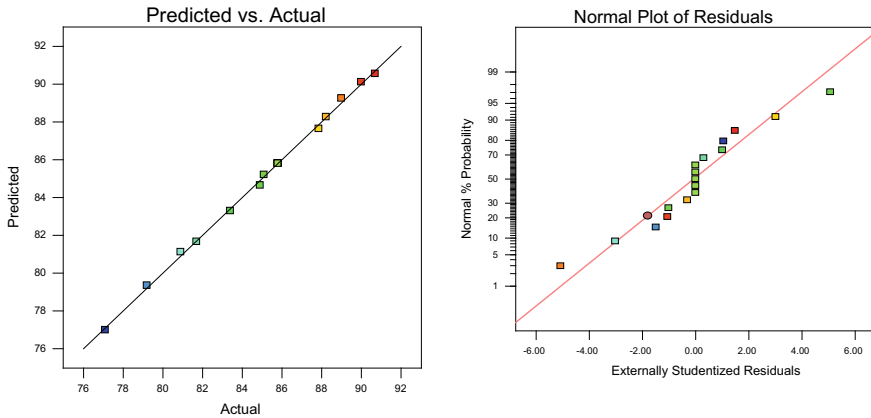 Predicted vs. Actual
Predicted
92
90
88
86
84
82
80
78
76
76 78 80 82 84 86 88 90 92
Actual
Normal Plot of Residuals
Normal % Probability
99
95
90
80
70
50
30
20
10
5
1
-6.00 -4.00 -2.00 0.00 2.00 4.00 6.00
Externally Studentized Residuals